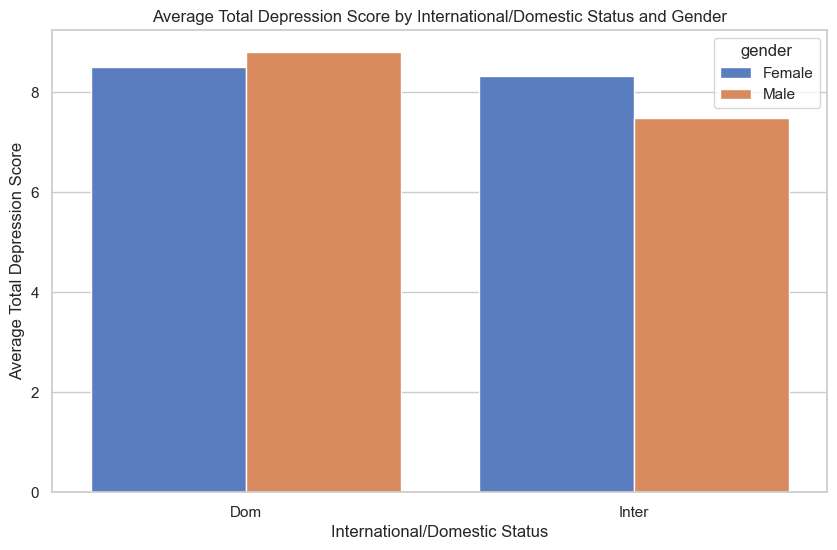 Average Total Depression Score by International/Domestic Status and Gender
gender
Female
Male
Average Total Depression Score
8
6
4
2
0
Dom
Inter
International/Domestic Status